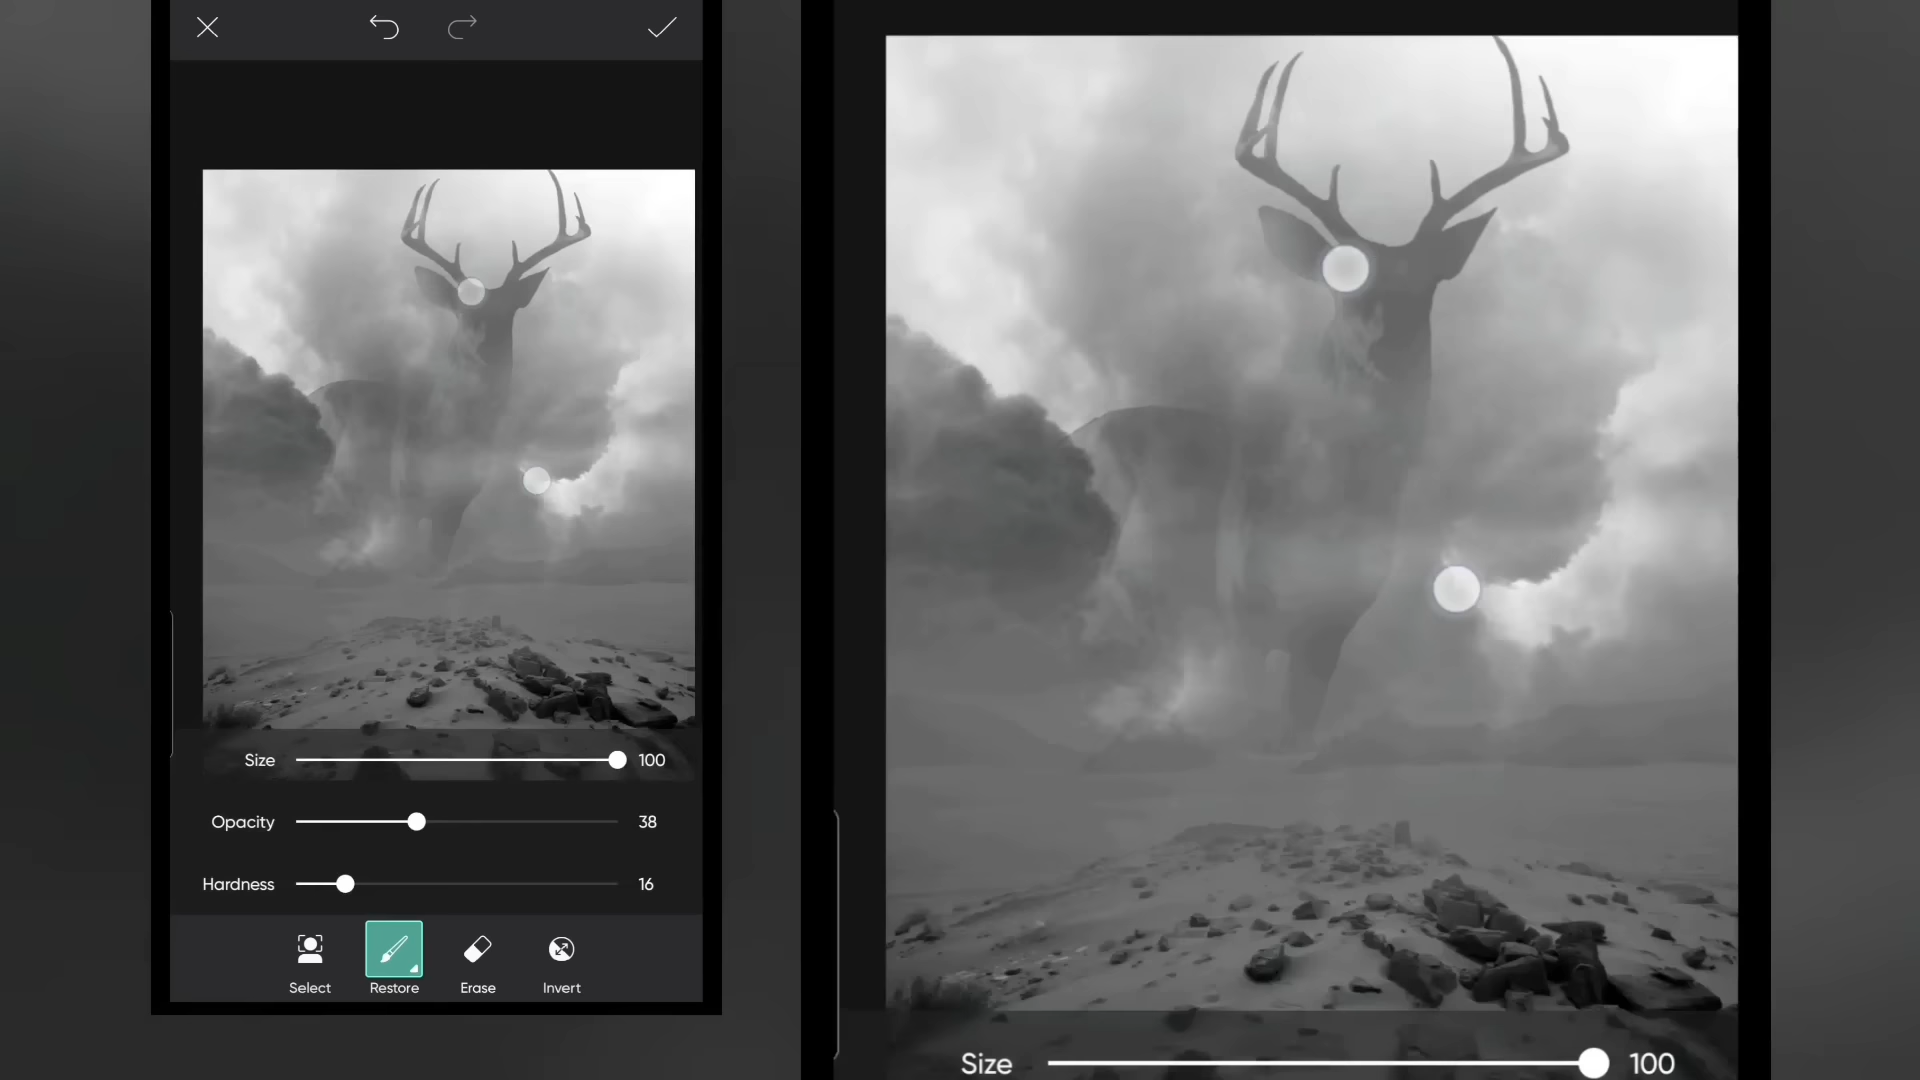 Size 100
Opacity 38
Hardness 16
Select Restore Erase Invert
Size 100